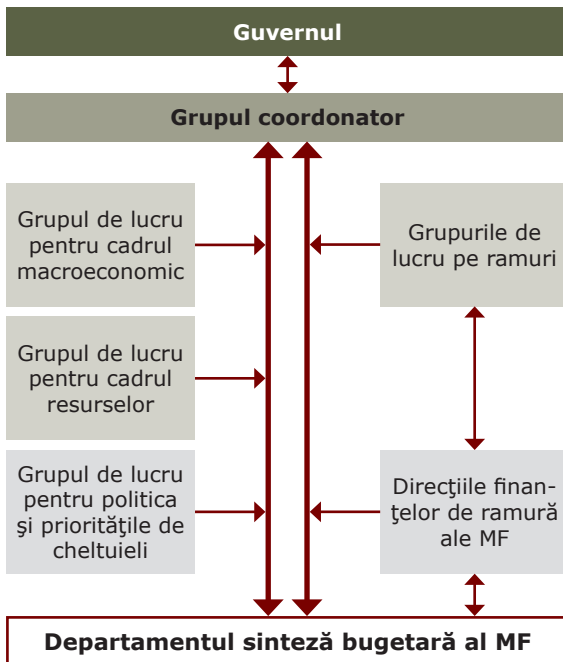 Guvernul
Grupul coordonator
Grupul de lucru
pentru cadrul
macroeconomic
Grupurile de
lucru pe ramuri
Grupul de lucru
pentru cadrul
resurselor
Grupul de lucru
pentru politica
şi priorităţile de
cheltuieli
Direcţiile finan-
ţelor de ramură
ale MF
Departamentul sinteză bugetară al MF